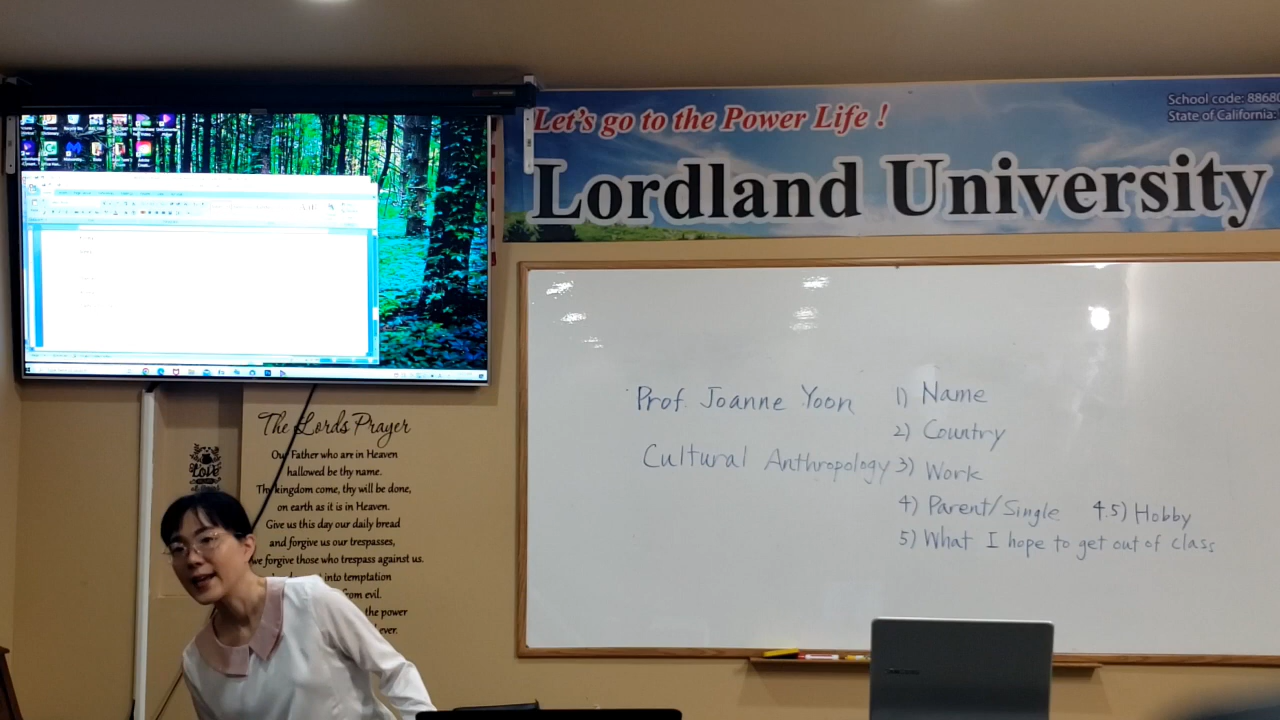 Let's go to the Power Life !
School code: 88680
State of California:
Lordland University
Prof. Joanne Yoon
Cultural Anthropology
1) Name
2) Country
3) Work
4) Parent/Single
4.5) Hobby
5) What I hope to get out of class
The Lords Prayer
Our Father who are in Heaven
hallowed be thy name.
Thy kingdom come, thy will be done,
on earth as it is in Heaven.
Give us this day our daily bread
and forgive us our trespasses,
we forgive those who trespass against us.
into temptation
from evil.
the power
ever.
LOVE